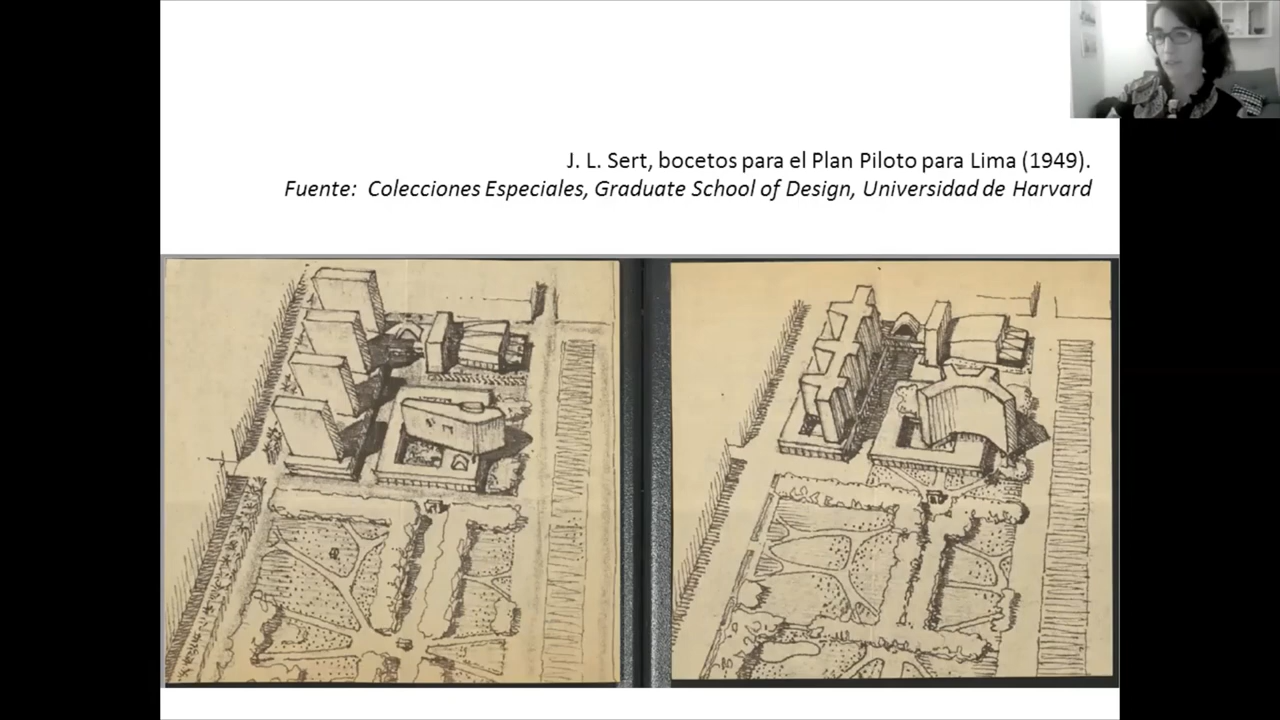 J. L. Sert, bocetos para el Plan Piloto para Lima (1949).
Fuente: Colecciones Especiales, Graduate School of Design, Universidad de Harvard